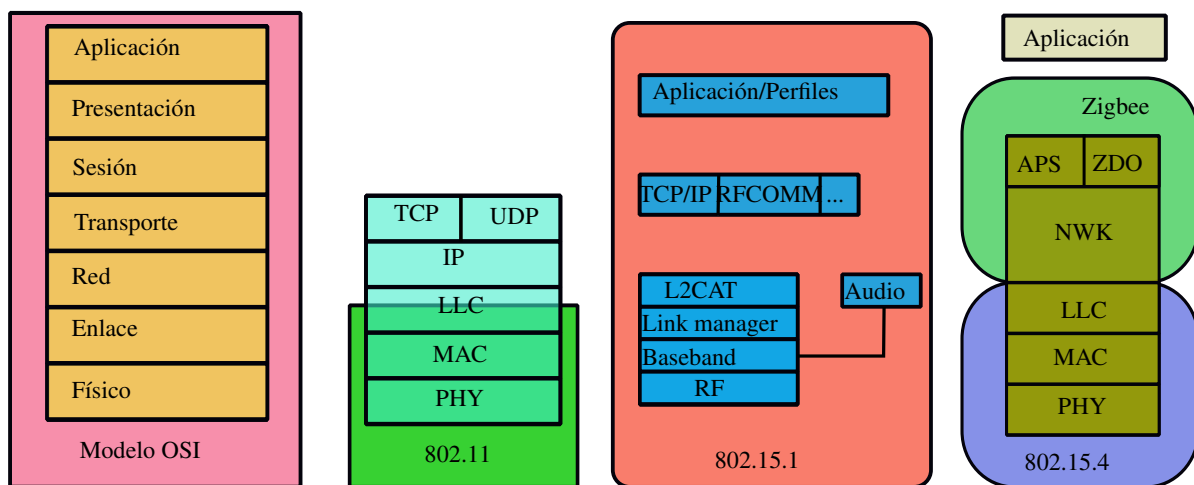 Aplicación
Presentación
Sesión
Transporte
Red
Enlace
Físico
Modelo OSI
TCP UDP
IP
LLC
MAC
PHY
802.11
Aplicación/Perfiles
TCP/IP RFCOMM ...
L2CAT
Link manager
Baseband
RF
Audio
802.15.1
Aplicación
Zigbee
APS ZDO
NWK
LLC
MAC
PHY
802.15.4